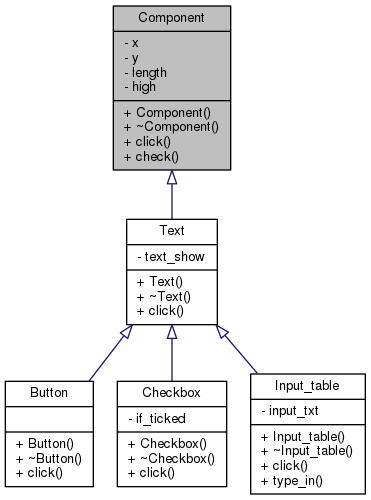 Component
- x
- y
- length
- high
+ Component()
+ ~Component()
+ click()
+ check()
Text
- text_show
+ Text()
+ ~Text()
+ click()
Button
+ Button()
+ ~Button()
+ click()
Checkbox
- if_ticked
+ Checkbox()
+ ~Checkbox()
+ click()
Input_table
- input_txt
+ Input_table()
+ ~Input_table()
+ click()
+ type_in()